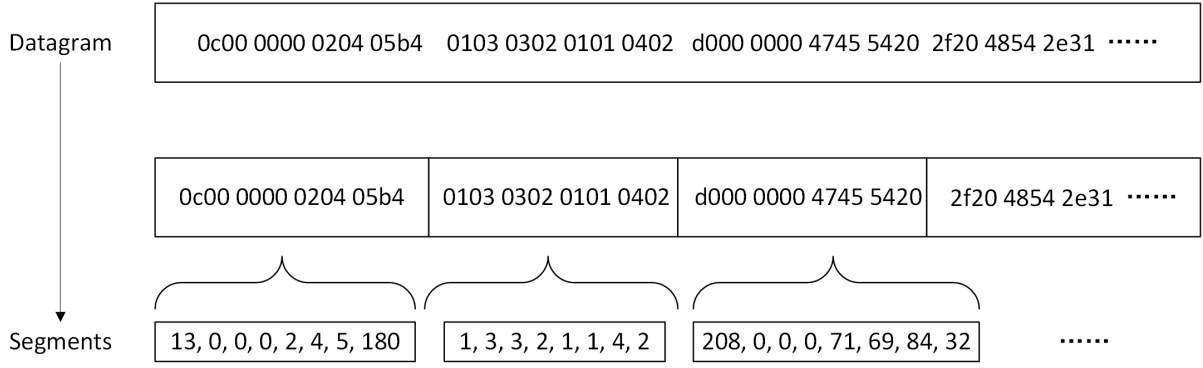 Datagram 0c00 0000 0204 05b4 0103 0302 0101 0402 d000 0000 4745 5420 2f20 4854 2e31 ······
0c00 0000 0204 05b4 0103 0302 0101 0402 d000 0000 4745 5420 2f20 4854 2e31 ······
Segments 13, 0, 0, 0, 2, 4, 5, 180 1, 3, 3, 2, 1, 1, 4, 2 208, 0, 0, 0, 71, 69, 84, 32 ······